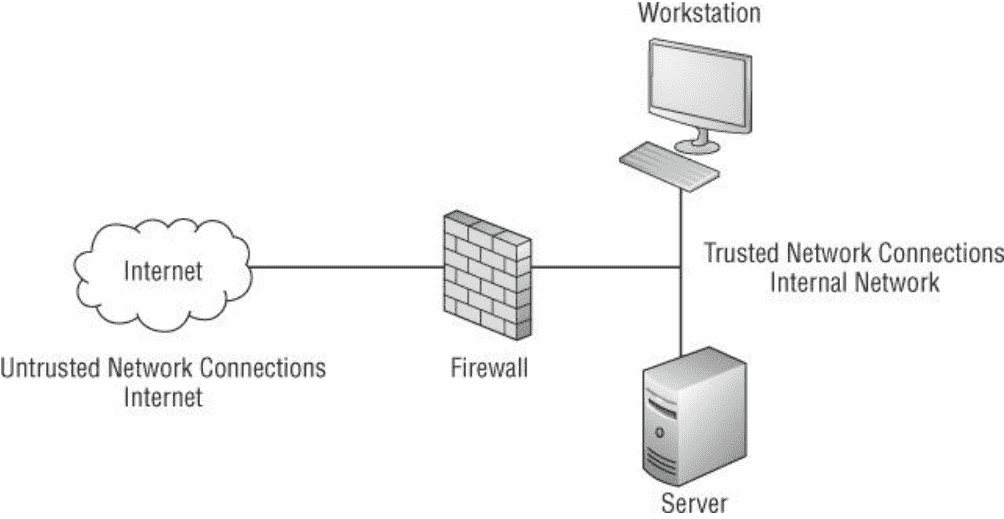 Workstation
Internet
Trusted Network Connections
Internal Network
Untrusted Network Connections
Internet
Firewall
Server